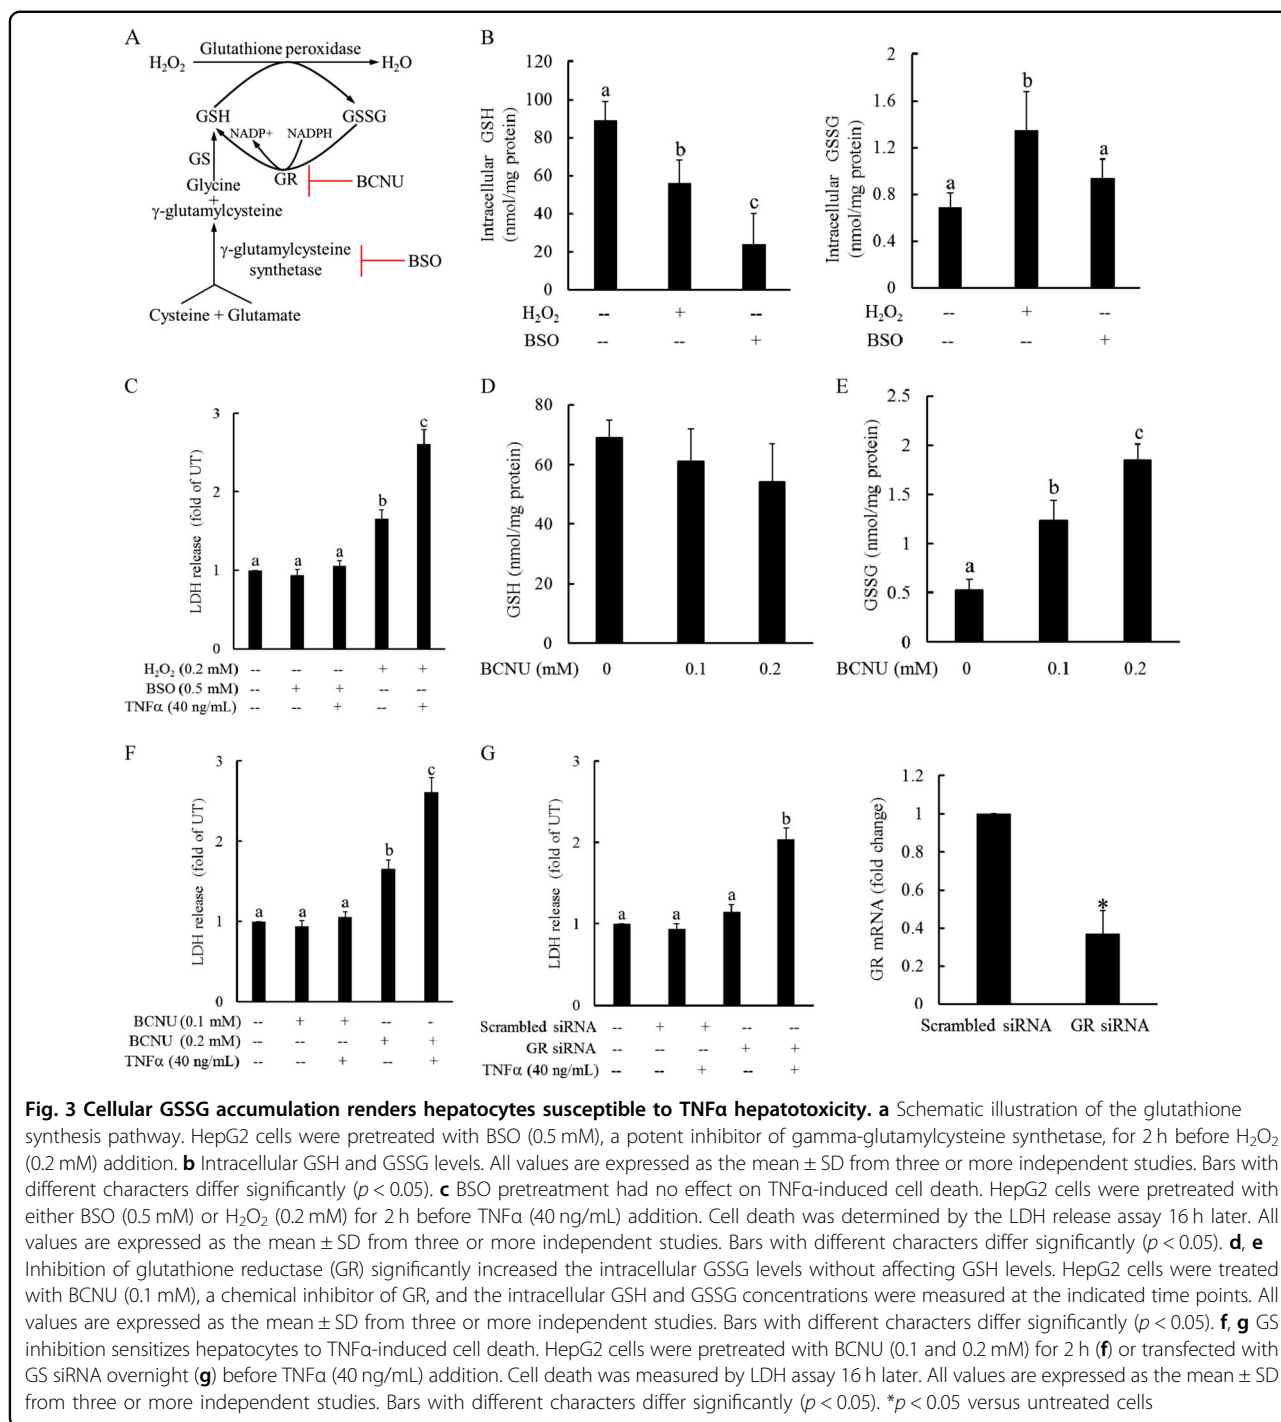 A
Glutathione peroxidase
H₂O₂
H₂O
GSH
GSSG
NADP+
NADPH
GS
GR
BCNU
Glycine
+
γ-glutamylcysteine
γ-glutamylcysteine
synthetase
BSO
Cysteine + Glutamate
B
Intracellular GSH
(nmol/mg protein)
120
100
80
60
40
20
0
a
b
c
H₂O₂ -- + --
BSO -- -- +
Intracellular GSSG
(nmol/mg protein)
2
1.6
1.2
0.8
0.4
0
a
b
a
H₂O₂ -- + --
BSO -- -- +
C
LDH release (fold of UT)
3
2
1
0
a
a
a
b
c
H₂O₂ (0.2 mM) -- -- -- + +
BSO (0.5 mM) -- + + -- --
TNFα (40 ng/mL) -- -- + -- +
D
GSH (nmol/mg protein)
80
60
40
20
0
BCNU (mM) 0 0.1 0.2
E
GSSG (nmol/mg protein)
2.5
2
1.5
1
0.5
0
a
b
c
BCNU (mM) 0 0.1 0.2
F
LDH release (fold of UT)
3
2
1
0
a
a
a
b
c
BCNU (0.1 mM) -- + + -- -
BCNU (0.2 mM) -- -- -- + +
TNFα (40 ng/mL) -- -- + -- +
G
LDH release (fold of UT)
3
2
1
0
a
a
a
b
Scrambled siRNA -- + + -- --
GR siRNA -- -- -- + +
TNFα (40 ng/mL) -- -- + -- +
GR mRNA (fold change)
1.2
1
0.8
0.6
0.4
0.2
0
*
Scrambled siRNA GR siRNA
Fig. 3 Cellular GSSG accumulation renders hepatocytes susceptible to TNFα hepatotoxicity. a Schematic illustration of the glutathione
synthesis pathway. HepG2 cells were pretreated with BSO (0.5 mM), a potent inhibitor of gamma-glutamylcysteine synthetase, for 2 h before H₂O₂
(0.2 mM) addition. b Intracellular GSH and GSSG levels. All values are expressed as the mean ± SD from three or more independent studies. Bars with
different characters differ significantly (p < 0.05). c BSO pretreatment had no effect on TNFα-induced cell death. HepG2 cells were pretreated with
either BSO (0.5 mM) or H₂O₂ (0.2 mM) for 2 h before TNFα (40 ng/mL) addition. Cell death was determined by the LDH release assay 16 h later. All
values are expressed as the mean ± SD from three or more independent studies. Bars with different characters differ significantly (p < 0.05). d, e
Inhibition of glutathione reductase (GR) significantly increased the intracellular GSSG levels without affecting GSH levels. HepG2 cells were treated
with BCNU (0.1 mM), a chemical inhibitor of GR, and the intracellular GSH and GSSG concentrations were measured at the indicated time points. All
values are expressed as the mean ± SD from three or more independent studies. Bars with different characters differ significantly (p < 0.05). f, g GS
inhibition sensitizes hepatocytes to TNFα-induced cell death. HepG2 cells were pretreated with BCNU (0.1 and 0.2 mM) for 2 h (f) or transfected with
GS siRNA overnight (g) before TNFα (40 ng/mL) addition. Cell death was measured by LDH assay 16 h later. All values are expressed as the mean ± SD
from three or more independent studies. Bars with different characters differ significantly (p < 0.05). *p < 0.05 versus untreated cells